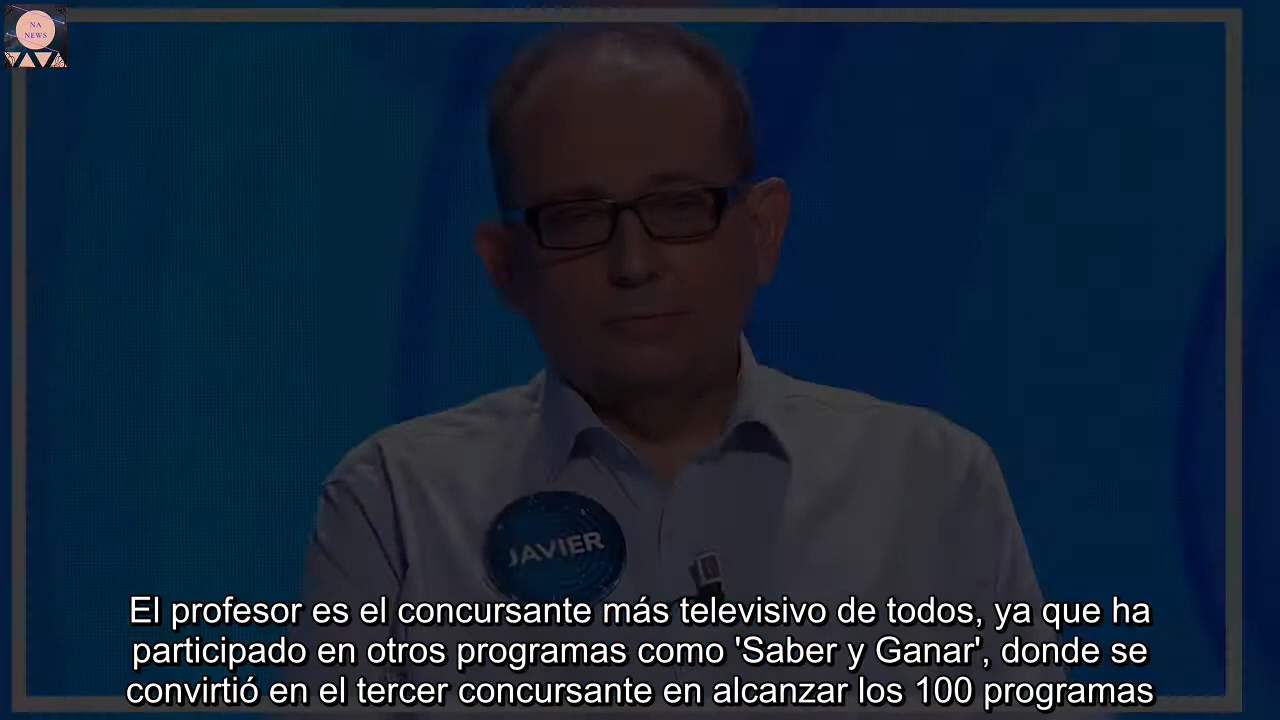 NA
NEWS
JAVIER
El profesor es el concursante más televisivo de todos, ya que ha
participado en otros programas como 'Saber y Ganar', donde se
convirtió en el tercer concursante en alcanzar los 100 programas